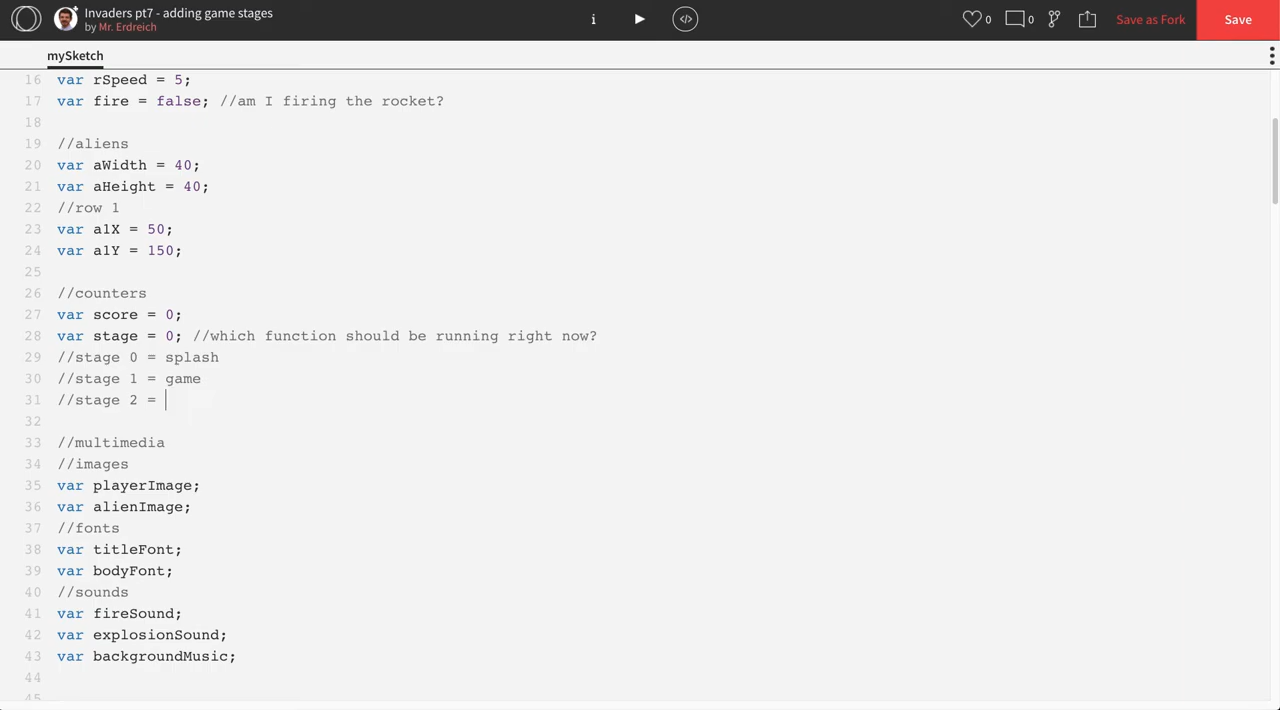 Invaders pt7 - adding game stages
by Mr. Erdreich
i
</>
0
0
Save as Fork
Save
mySketch
16 var rSpeed = 5;
17 var fire = false; //am I firing the rocket?
18
19 //aliens
20 var aWidth = 40;
21 var aHeight = 40;
22 //row 1
23 var a1X = 50;
24 var a1Y = 150;
25
26 //counters
27 var score = 0;
28 var stage = 0; //which function should be running right now?
29 //stage 0 = splash
30 //stage 1 = game
31 //stage 2 =
32
33 //multimedia
34 //images
35 var playerImage;
36 var alienImage;
37 //fonts
38 var titleFont;
39 var bodyFont;
40 //sounds
41 var fireSound;
42 var explosionSound;
43 var backgroundMusic;
44
45